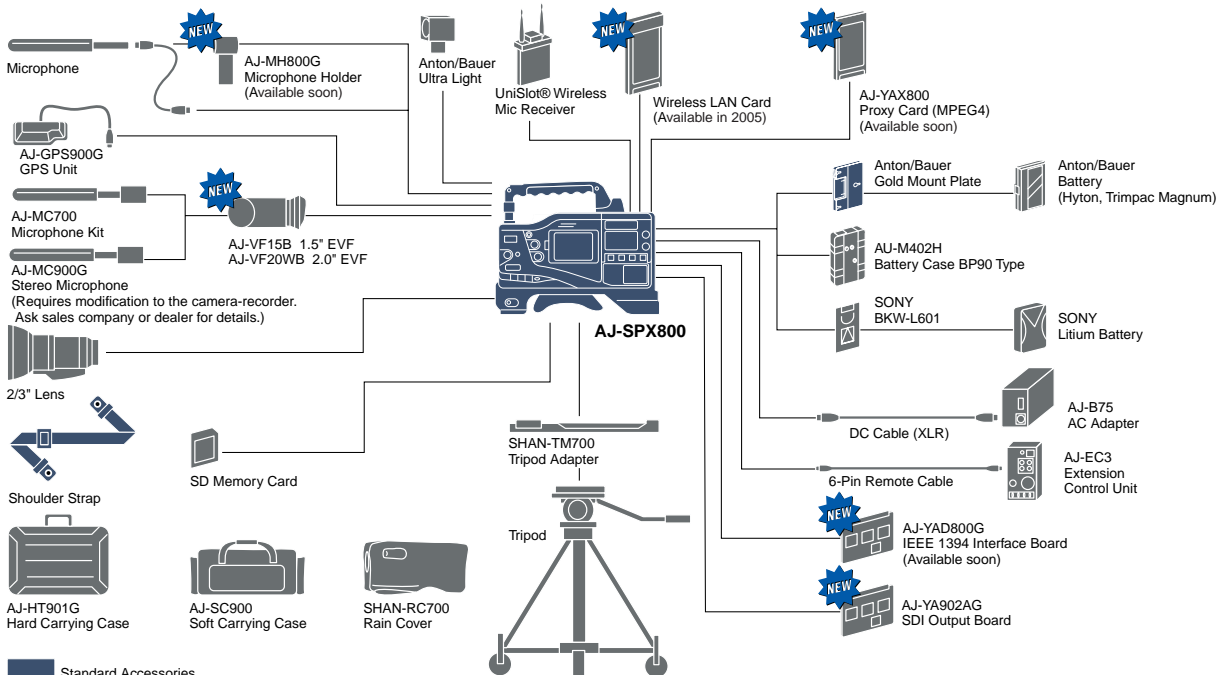 NEW
NEW
NEW
Microphone
AJ-MH800G
Microphone Holder
(Available soon)
Anton/Bauer
Ultra Light
UniSlot® Wireless
Mic Receiver
Wireless LAN Card
(Available in 2005)
AJ-YAX800
Proxy Card (MPEG4)
(Available soon)
AJ-GPS900G
GPS Unit
Anton/Bauer
Gold Mount Plate
Anton/Bauer
Battery
(Hyton, Trimpac Magnum)
NEW
AJ-MC700
Microphone Kit
AJ-VF15B 1.5" EVF
AJ-VF20WB 2.0" EVF
AU-M402H
Battery Case BP90 Type
AJ-MC900G
Stereo Microphone
(Requires modification to the camera-recorder.
Ask sales company or dealer for details.)
AJ-SPX800
SONY
BKW-L601
SONY
Litium Battery
2/3" Lens
DC Cable (XLR)
AJ-B75
AC Adapter
SHAN-TM700
Tripod Adapter
SD Memory Card
6-Pin Remote Cable
AJ-EC3
Extension
Control Unit
Shoulder Strap
Tripod
NEW
AJ-YAD800G
IEEE 1394 Interface Board
(Available soon)
NEW
AJ-YA902AG
SDI Output Board
AJ-HT901G
Hard Carrying Case
AJ-SC900
Soft Carrying Case
SHAN-RC700
Rain Cover
Standard Accessories